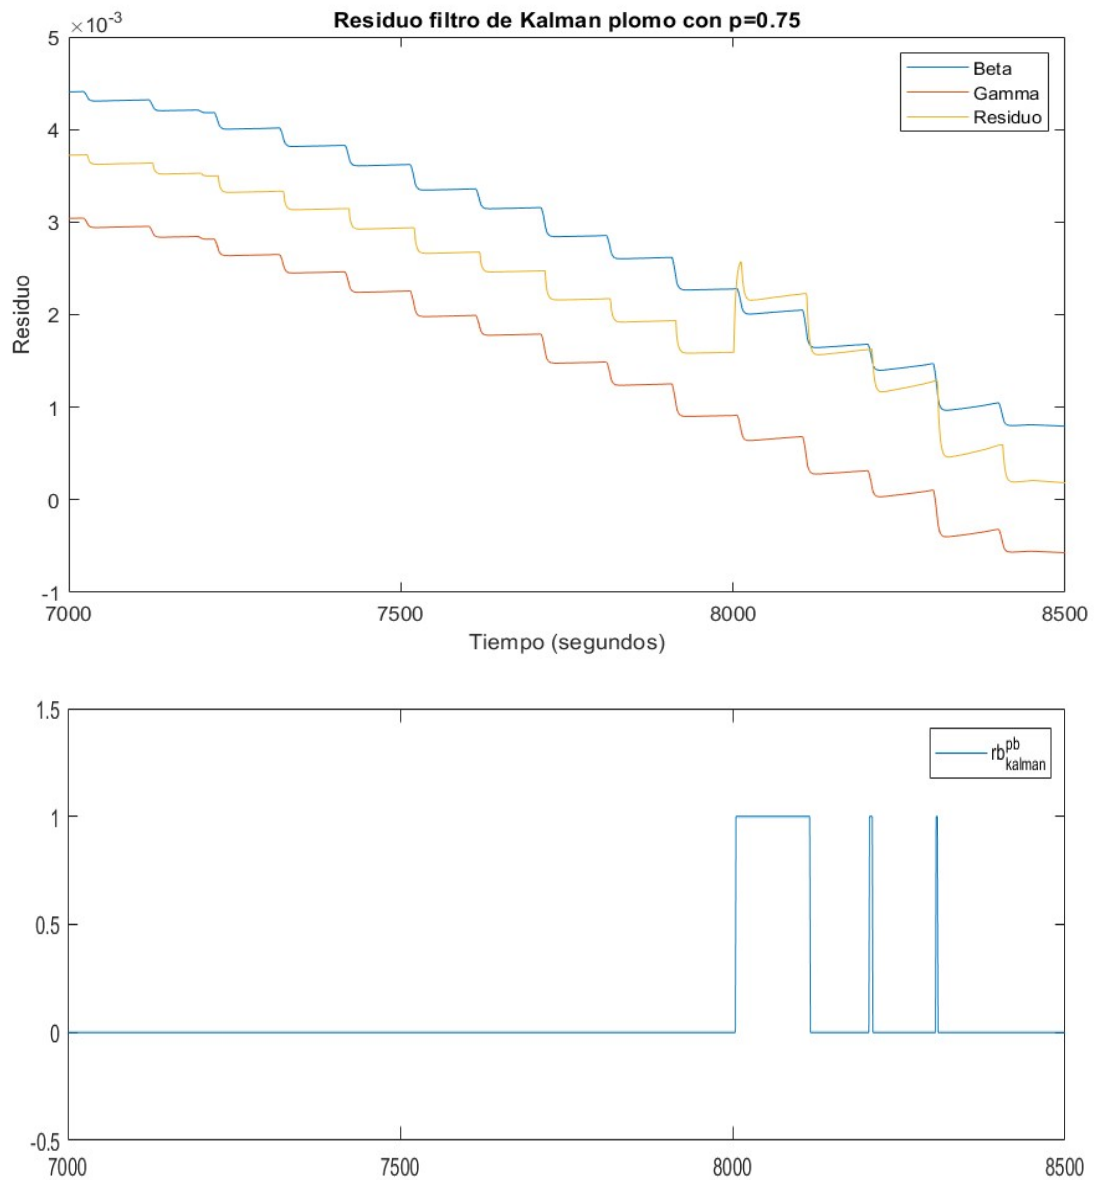 ×10-3
Residuo filtro de Kalman plomo con p=0.75
5
4
3
2
1
0
-1
Residuo
Beta
Gamma
Residuo
7000 7500 8000 8500
Tiempo (segundos)
1.5
1
0.5
0
-0.5
rb pb kalman
7000 7500 8000 8500